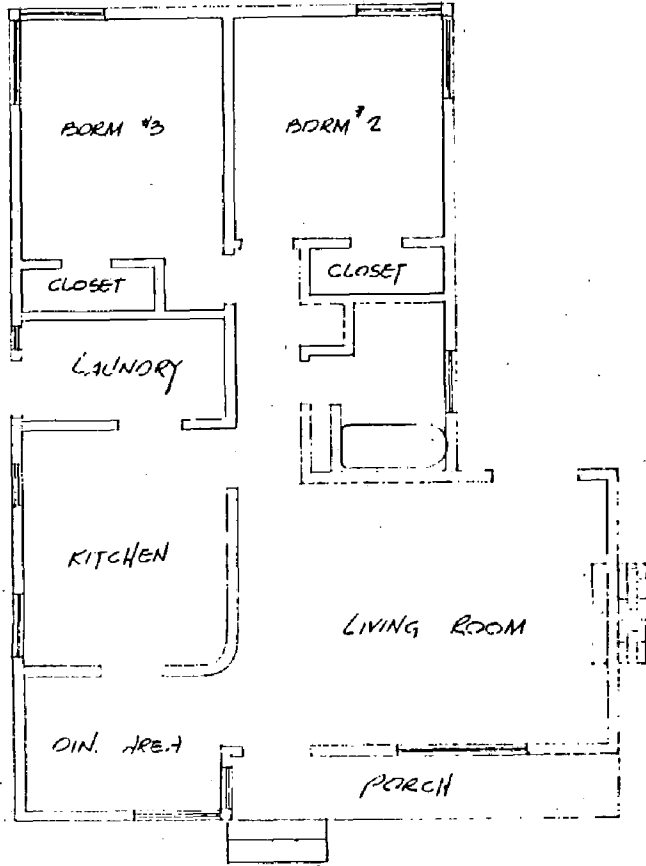 BDRM #3
BDRM #2
CLOSET
CLOSET
LAUNDRY
KITCHEN
LIVING ROOM
DIN. AREA
PORCH